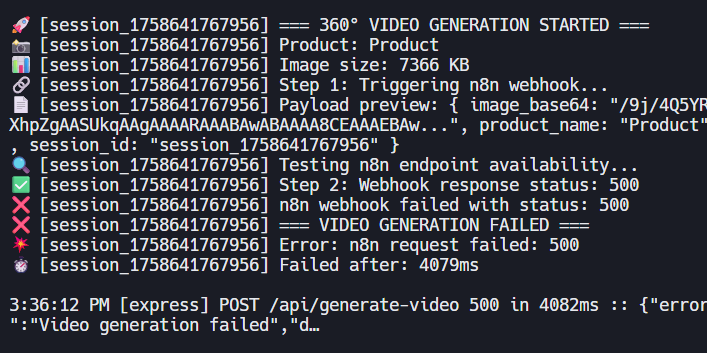 🚀 [session_1758641767956] === 360° VIDEO GENERATION STARTED ===
📸 [session_1758641767956] Product: Product
📊 [session_1758641767956] Image size: 7366 KB
🔗 [session_1758641767956] Step 1: Triggering n8n webhook...
📄 [session_1758641767956] Payload preview: { image_base64: "/9j/4Q5YR
XhpZgAASUkqAAgAAAARAAABAwABAAAA8CEAAAEBAw...", product_name: "Product"
, session_id: "session_1758641767956" }
🔍 [session_1758641767956] Testing n8n endpoint availability...
✅ [session_1758641767956] Step 2: Webhook response status: 500
❌ [session_1758641767956] n8n webhook failed with status: 500
❌ [session_1758641767956] === VIDEO GENERATION FAILED ===
💥 [session_1758641767956] Error: n8n request failed: 500
⏱️ [session_1758641767956] Failed after: 4079ms
3:36:12 PM [express] POST /api/generate-video 500 in 4082ms :: {"error
":"Video generation failed","d…